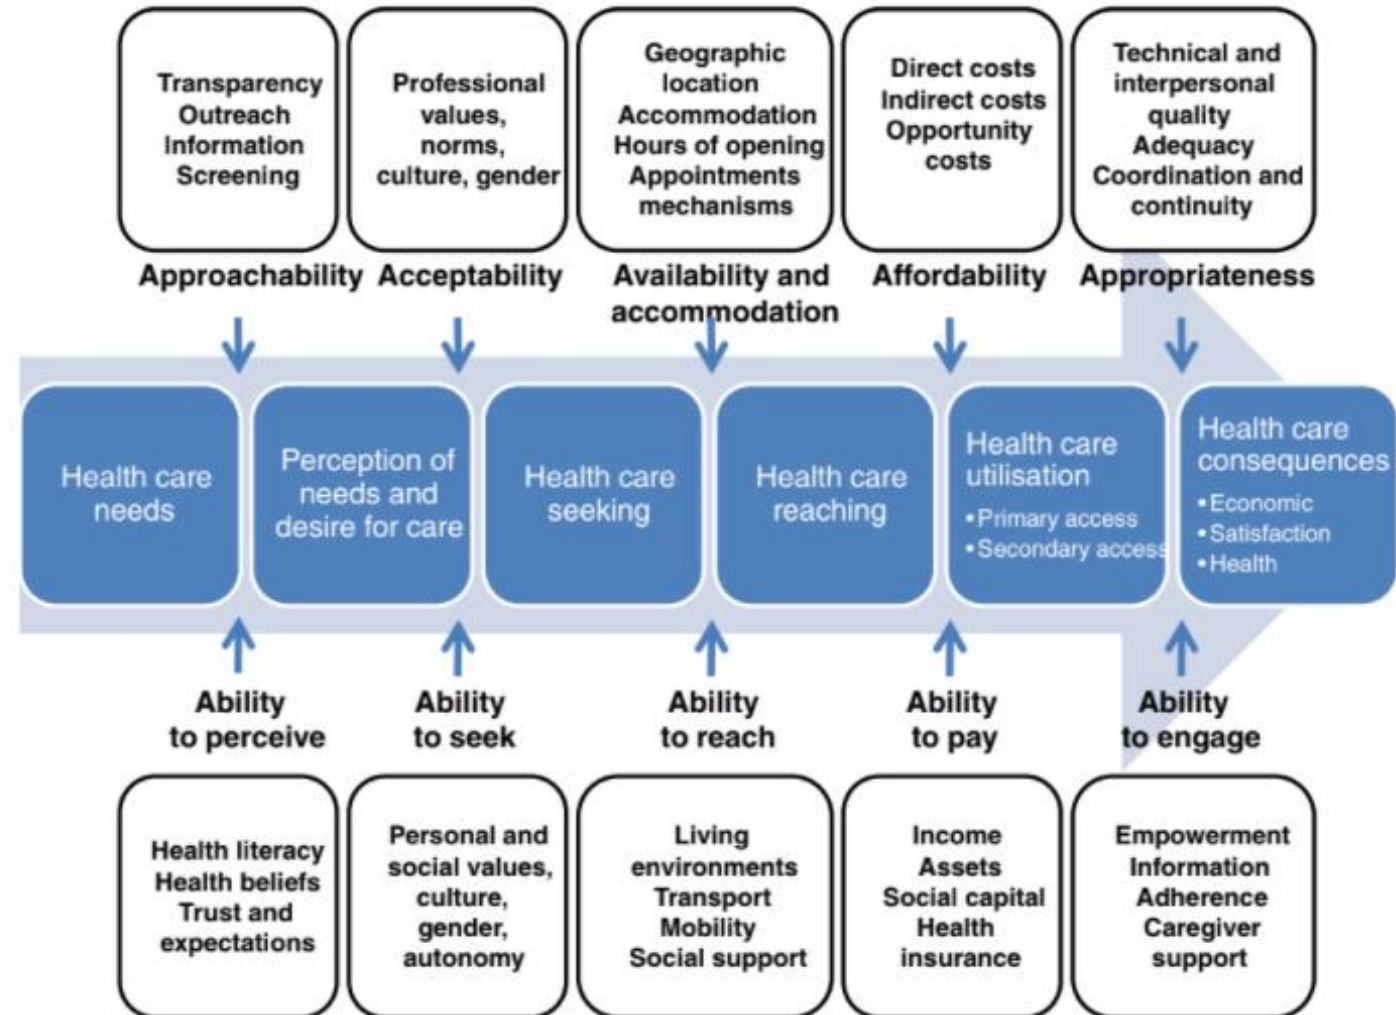 Transparency
Outreach
Information
Screening
Professional
values,
norms,
culture, gender
Geographic
location
Accommodation
Hours of opening
Appointments
mechanisms
Direct costs
Indirect costs
Opportunity
costs
Technical and
interpersonal
quality
Adequacy
Coordination and
continuity
Approachability
Acceptability
Availability and
accommodation
Affordability
Appropriateness
Health care
needs
Perception of
needs and
desire for care
Health care
seeking
Health care
reaching
Health care
utilisation
•Primary access
•Secondary access
Health care
consequences
•Economic
•Satisfaction
•Health
Ability
to perceive
Ability
to seek
Ability
to reach
Ability
to pay
Ability
to engage
Health literacy
Health beliefs
Trust and
expectations
Personal and
social values,
culture,
gender,
autonomy
Living
environments
Transport
Mobility
Social support
Income
Assets
Social capital
Health
insurance
Empowerment
Information
Adherence
Caregiver
support